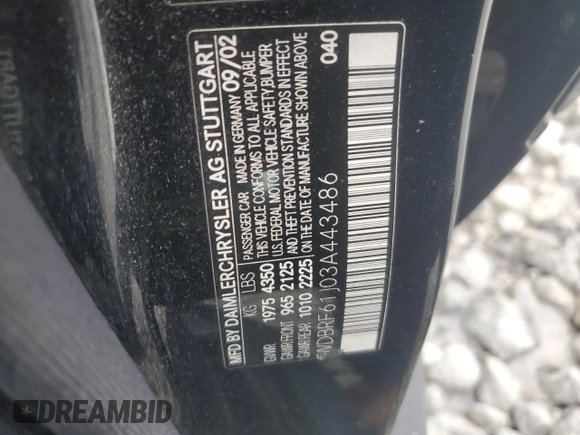 MFD BY DAIMLERCHRYSLER AG STUTTGART
PASSENGER CAR MADE IN GERMANY 09/02
KG LBS THIS VEHICLE CONFORMS TO ALL APPLICABLE
GVWR 1975 4350 U.S. FEDERAL MOTOR VEHICLE SAFETY,BUMPER
GAWR/FRONT 965 2125 AND THEFT PREVENTION STANDARDS IN EFFECT
GAWR/REAR 1010 2225 ON THE DATE OF MANUFACTURE SHOWN ABOVE
040
WDBRF61J03A443486
DREAMBID